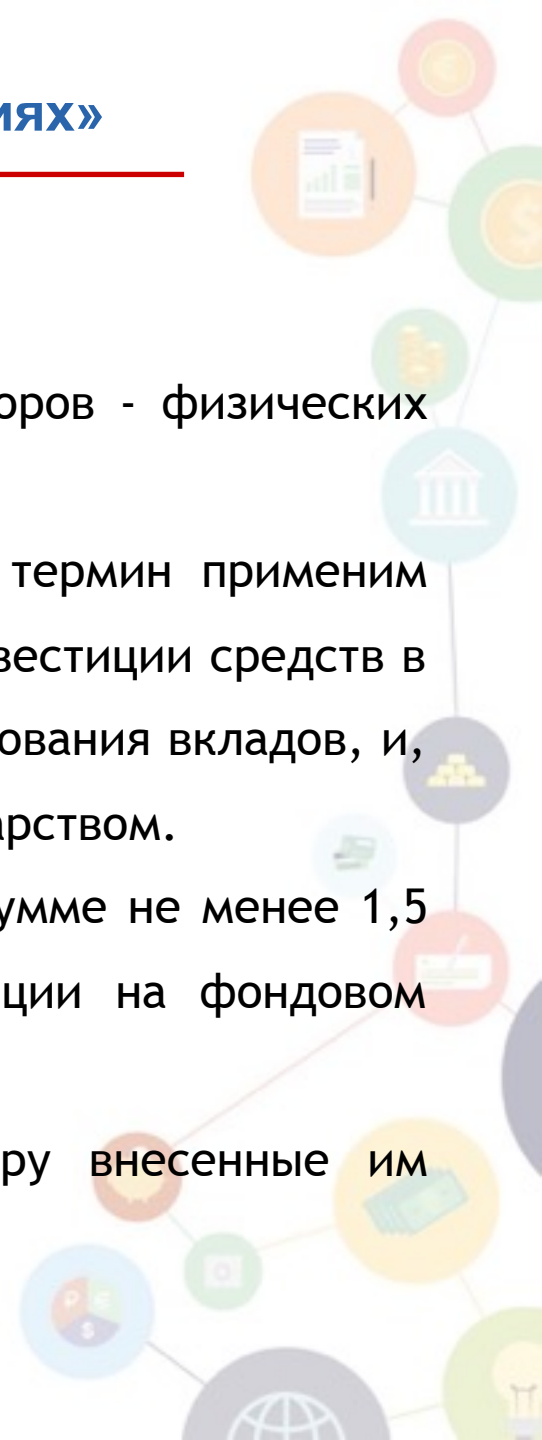 иях»
оров - физических
термин применим
вестиции средств в
ования вкладов, и,
арством.
умме не менее 1,5
ции на фондовом
ру внесенные им